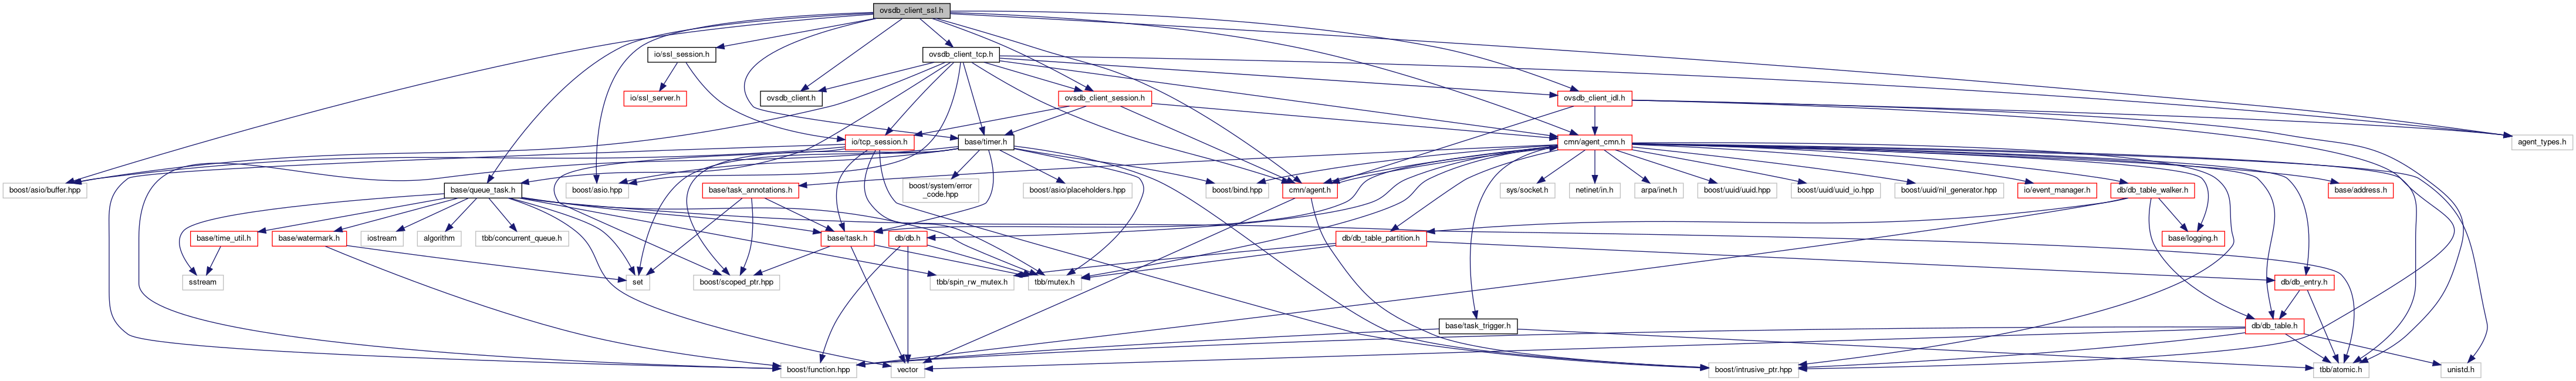 ovsdb_client_ssl.h
io/ssl_session.h
ovsdb_client_tcp.h
io/ssl_server.h
ovsdb_client.h
ovsdb_client_session.h
ovsdb_client_idl.h
io/tcp_session.h
base/timer.h
cmn/agent_cmn.h
agent_types.h
boost/asio/buffer.hpp
base/queue_task.h
boost/asio.hpp
base/task_annotations.h
boost/system/error
_code.hpp
boost/asio/placeholders.hpp
boost/bind.hpp
cmn/agent.h
sys/socket.h
netinet/in.h
arpa/inet.h
boost/uuid/uuid.hpp
boost/uuid/uuid_io.hpp
boost/uuid/nil_generator.hpp
io/event_manager.h
db/db_table_walker.h
base/address.h
base/time_util.h
base/watermark.h
iostream
algorithm
tbb/concurrent_queue.h
base/task.h
db/db.h
db/db_table_partition.h
base/logging.h
sstream
set
boost/scoped_ptr.hpp
tbb/spin_rw_mutex.h
tbb/mutex.h
db/db_entry.h
base/task_trigger.h
db/db_table.h
boost/function.hpp
vector
boost/intrusive_ptr.hpp
tbb/atomic.h
unistd.h